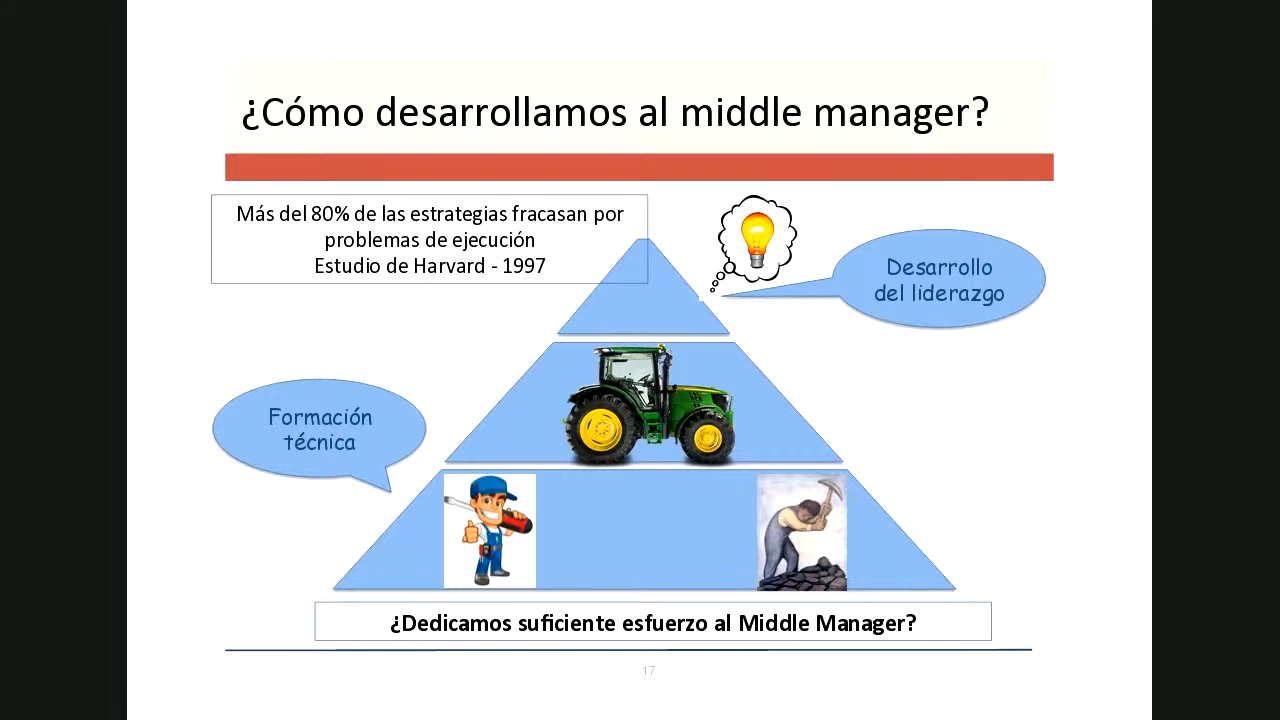 ¿Cómo desarrollamos al middle manager?
Más del 80% de las estrategias fracasan por
problemas de ejecución
Estudio de Harvard - 1997
Desarrollo
del liderazgo
Formación
técnica
¿Dedicamos suficiente esfuerzo al Middle Manager?
17